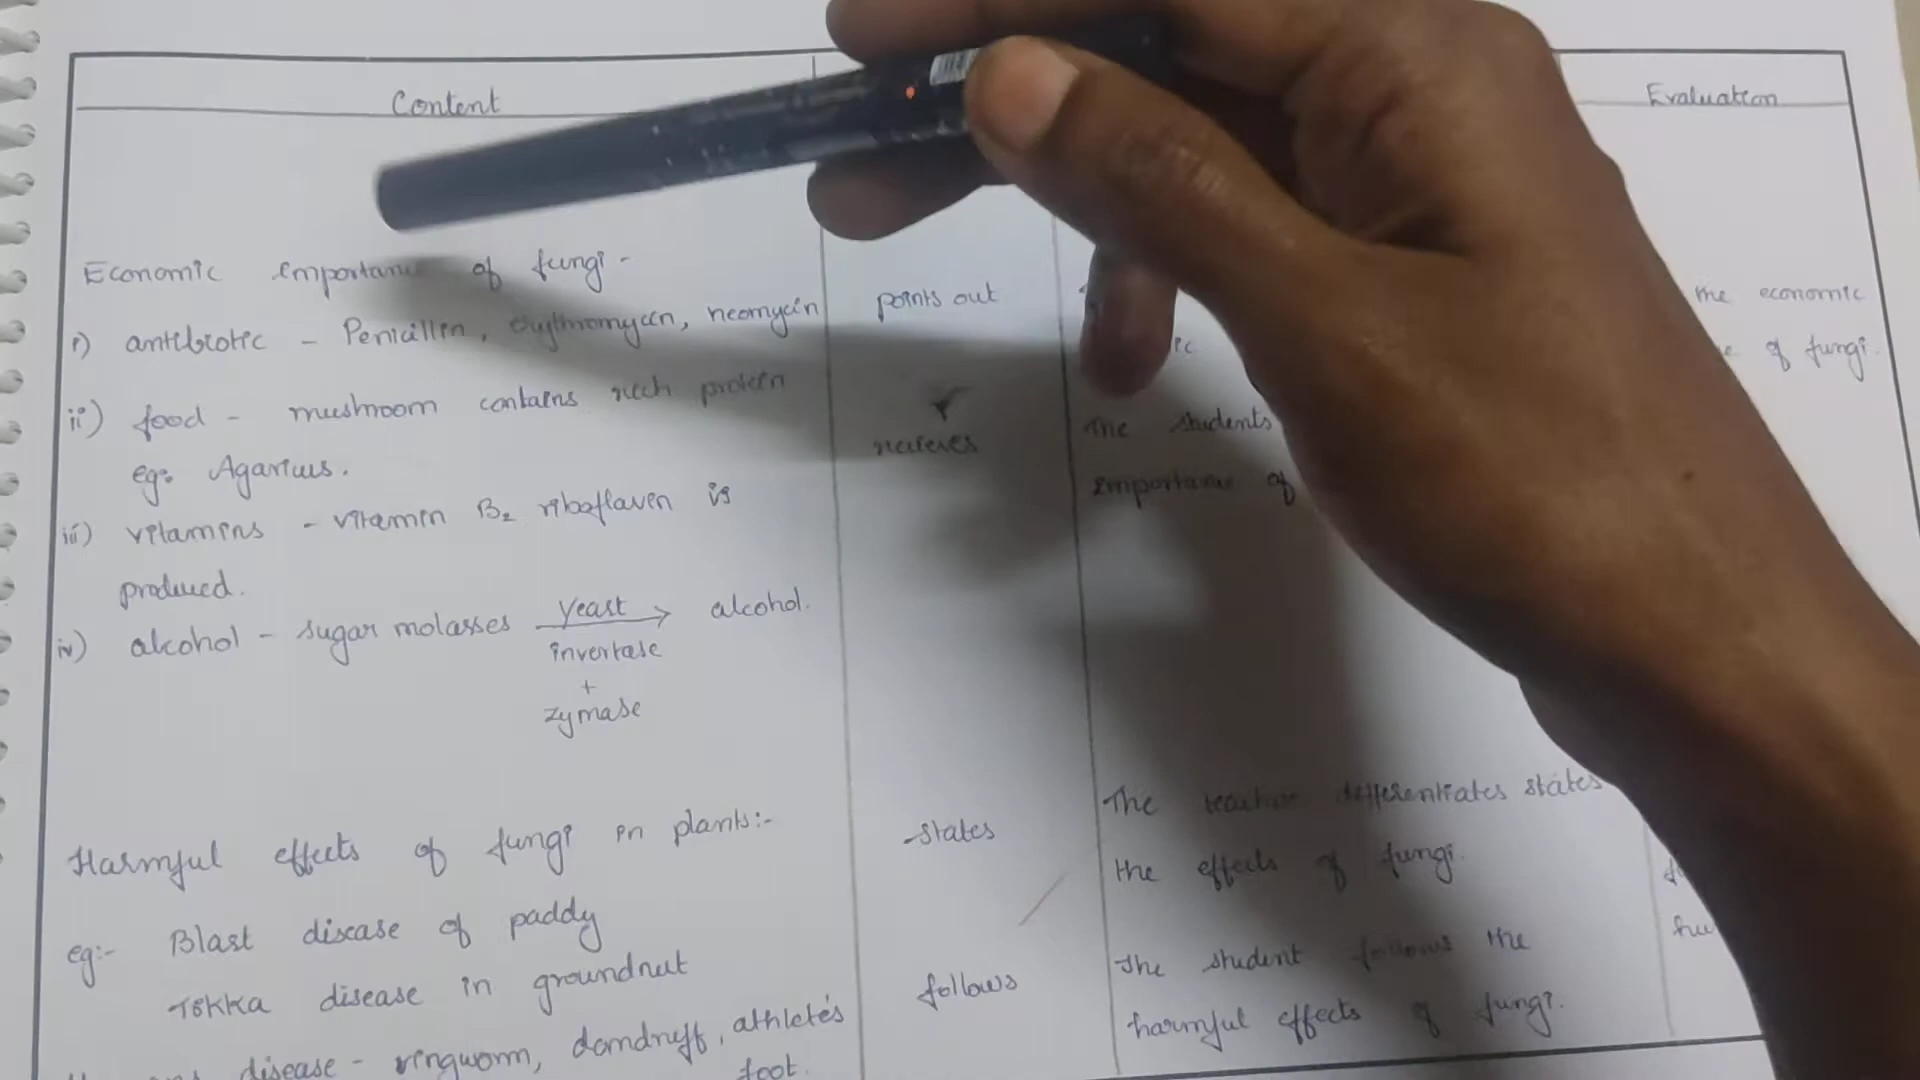 Content
Evaluation
Economic importance of fungi -
i) antibiotic - Penicillin, erythromycin, neomycin
ii) food - mushroom contains rich protein
eg: Agaricus.
iii) vitamins - vitamin B2 riboflaven is
produced.
iv) alcohol - sugar molasses yeast alcohol.
invertase
+
zymase
Harmful effects of fungi in plants:-
eg:- Blast disease of paddy
Tikka disease in groundnut
disease - ringworm, dandruff, athlete's
foot.
points out
states
follows
The students
importance of
The teacher differentiates states
the effects of fungi.
The student follows the
harmful effects of fungi.
the economic
of fungi.